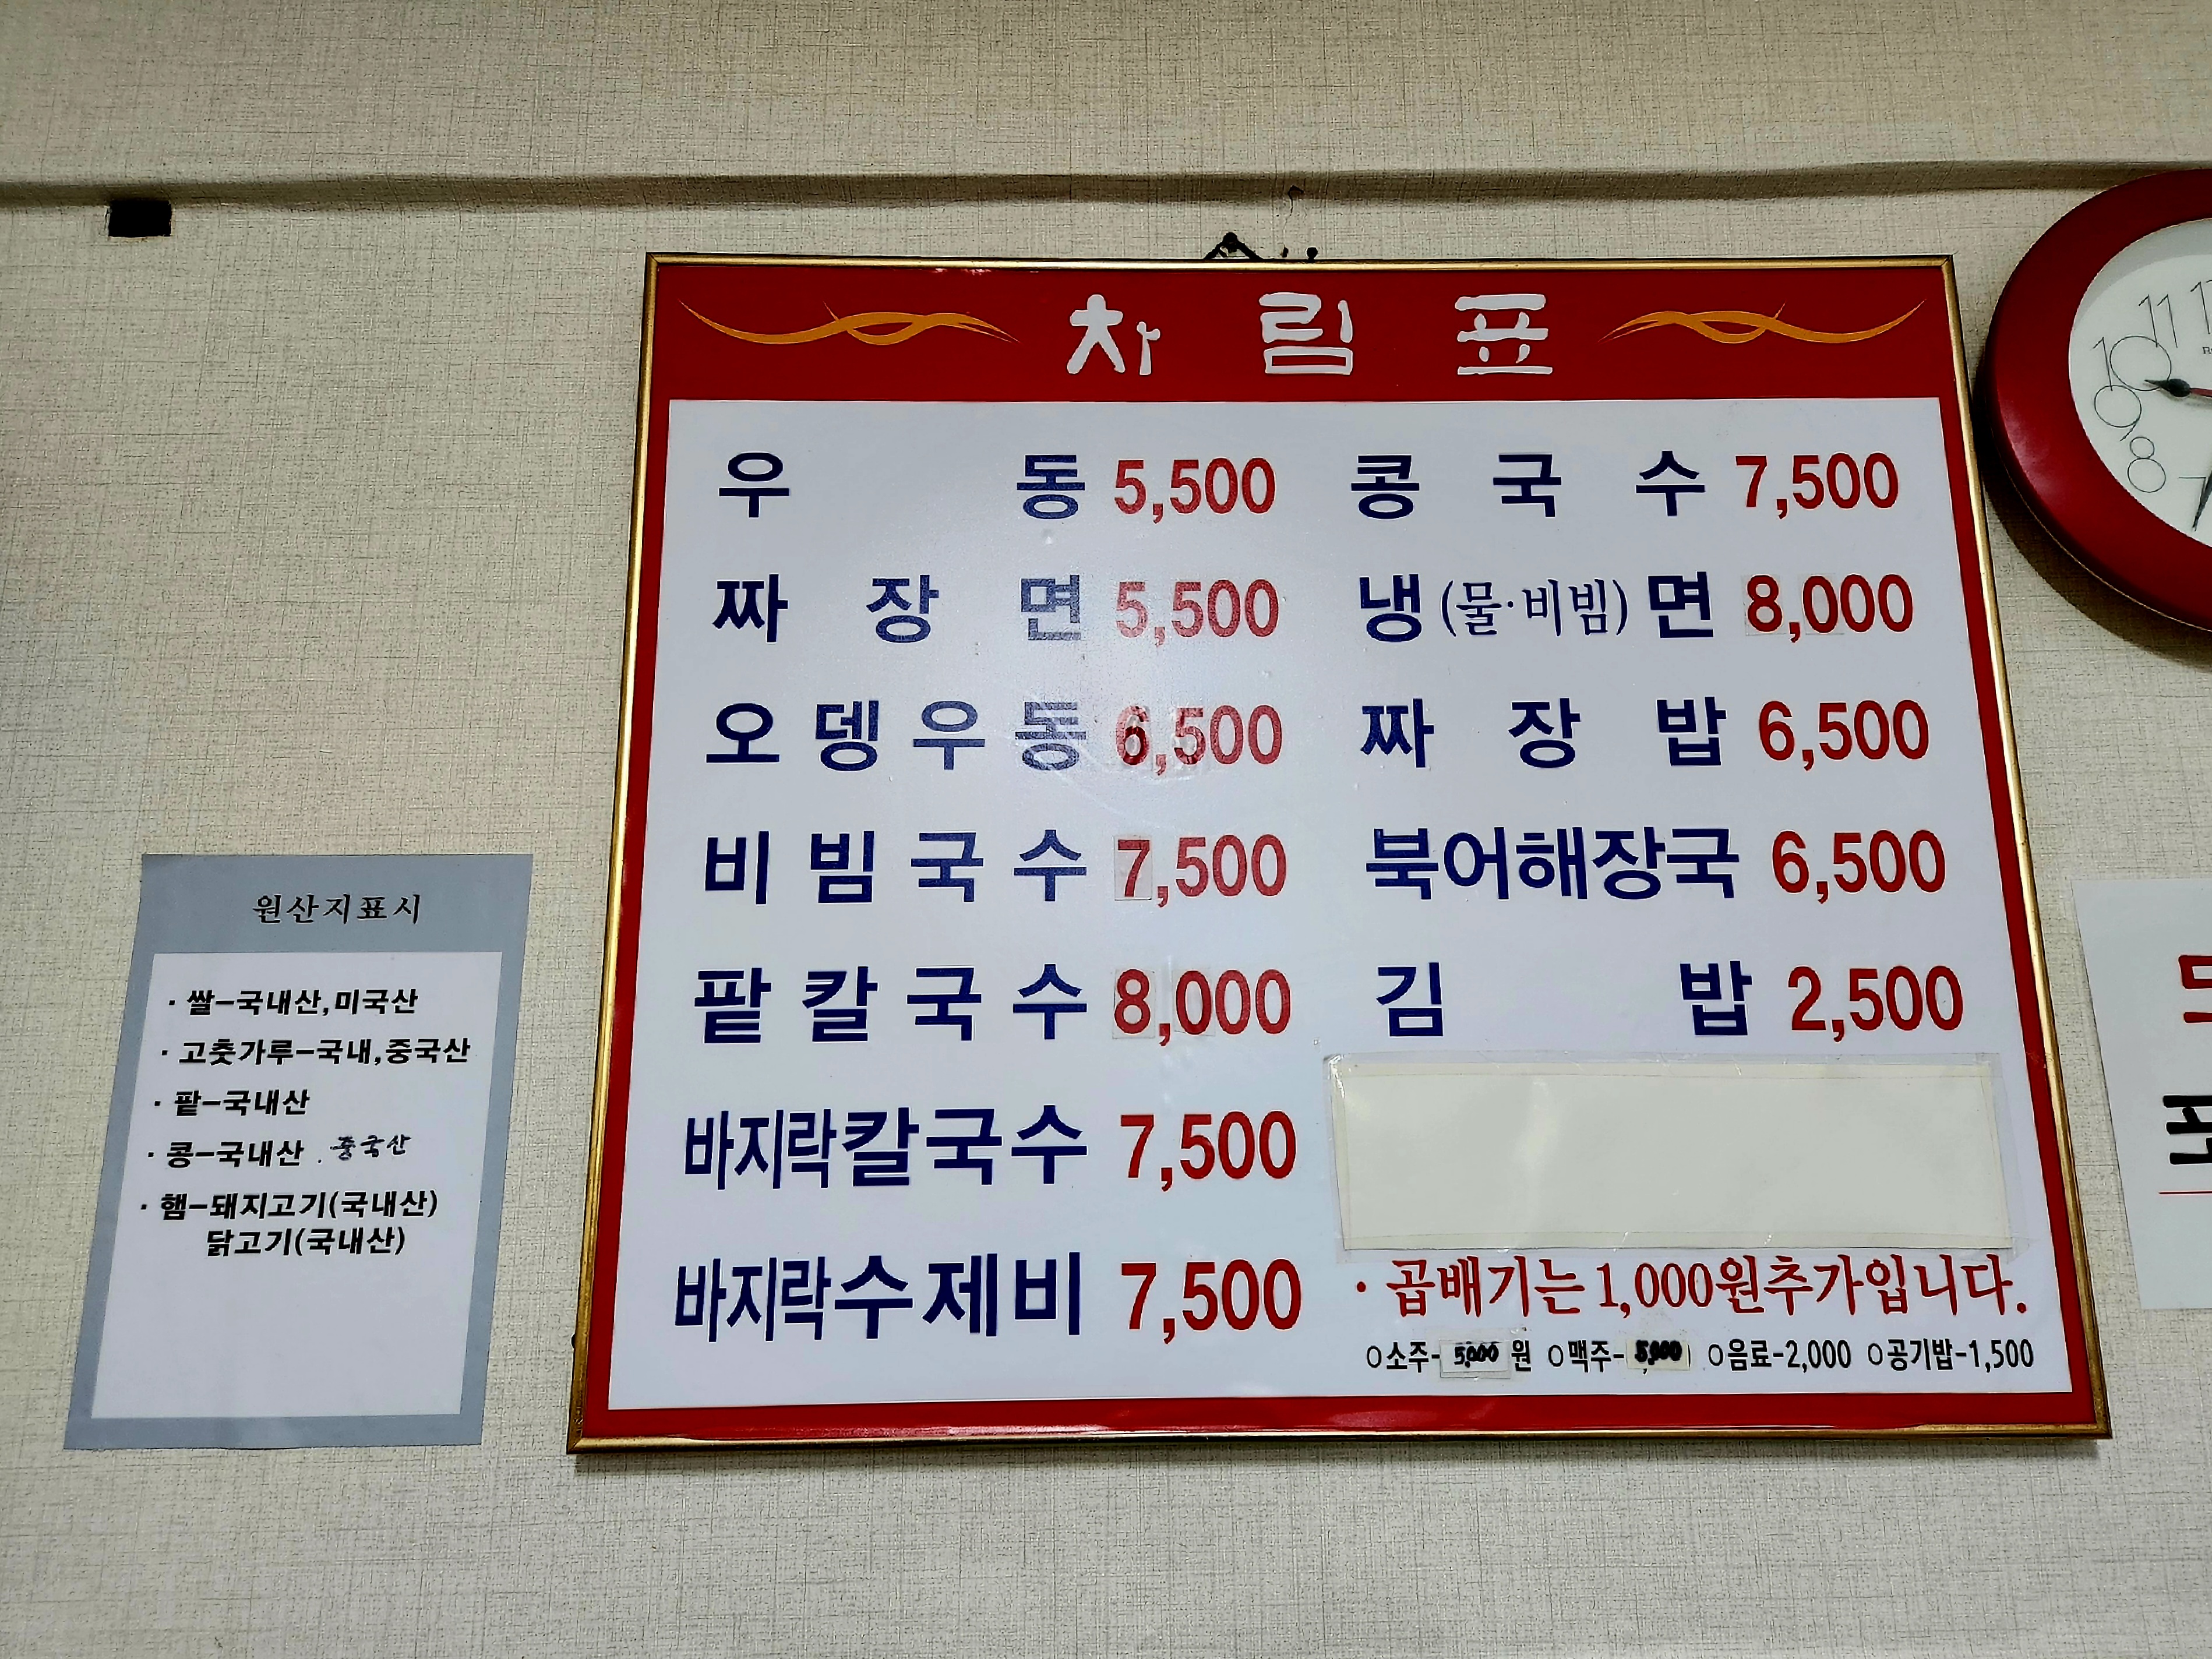 차림표
우동 5,500
짜장면 5,500
오뎅우동 6,500
비빔국수 7,500
팥칼국수 8,000
바지락칼국수 7,500
바지락수제비 7,500
콩국수 7,500
냉(물·비빔)면 8,000
짜장밥 6,500
북어해장국 6,500
김밥 2,500
· 곱배기는 1,000원추가입니다.
○소주-5,000원 ○맥주-5,000 ○음료-2,000 ○공기밥-1,500
원산지표시
· 쌀-국내산,미국산
· 고춧가루-국내,중국산
· 팥-국내산
· 콩-국내산 . 중국산
· 햄-돼지고기(국내산)
닭고기(국내산)
11
10
9
8